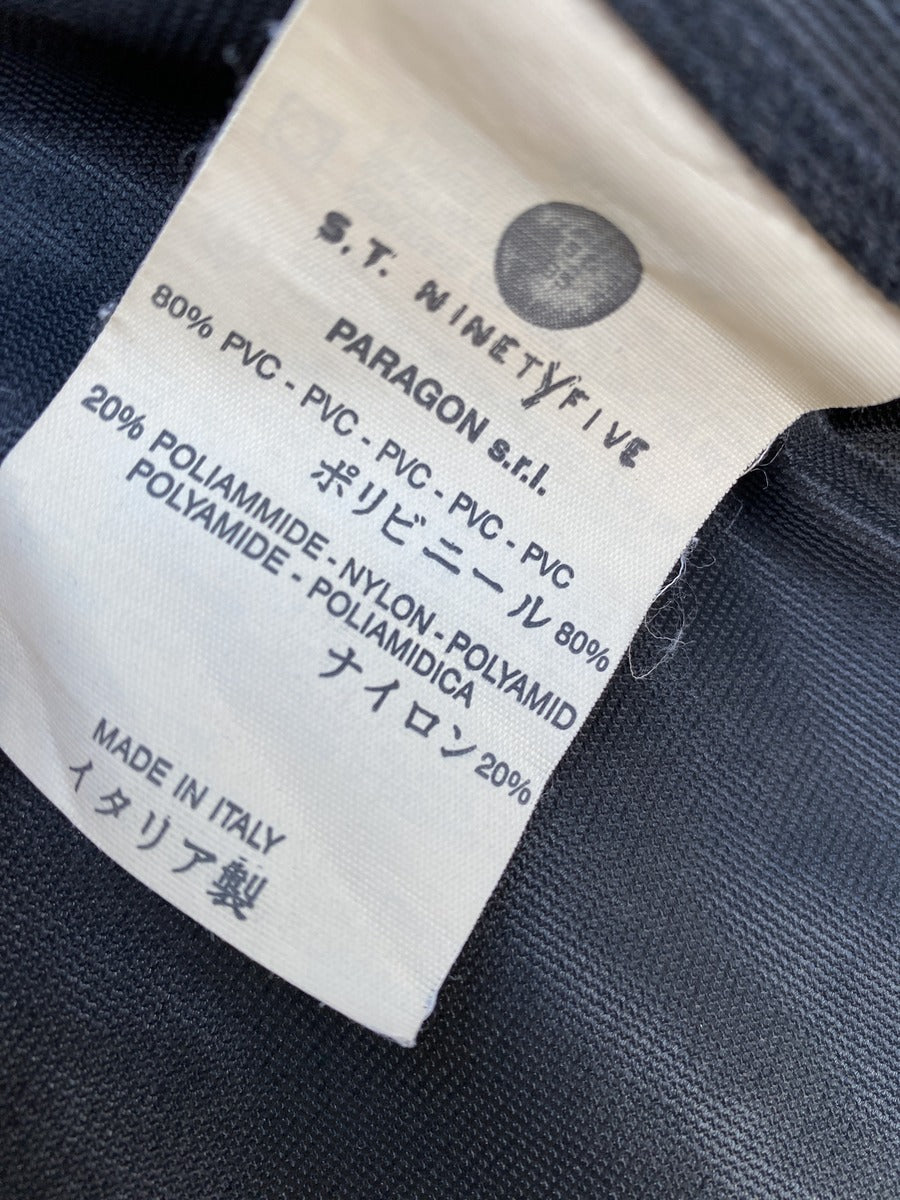 S.T. NINETYFIVE
PARAGON s.r.l.
80% PVC - PVC - PVC - PVC - PVC
ポリビニール 80%
20% POLIAMMIDE - NYLON - POLYAMID
POLYAMIDE - POLIAMIDICA
ナイロン 20%
MADE IN ITALY
イタリア製